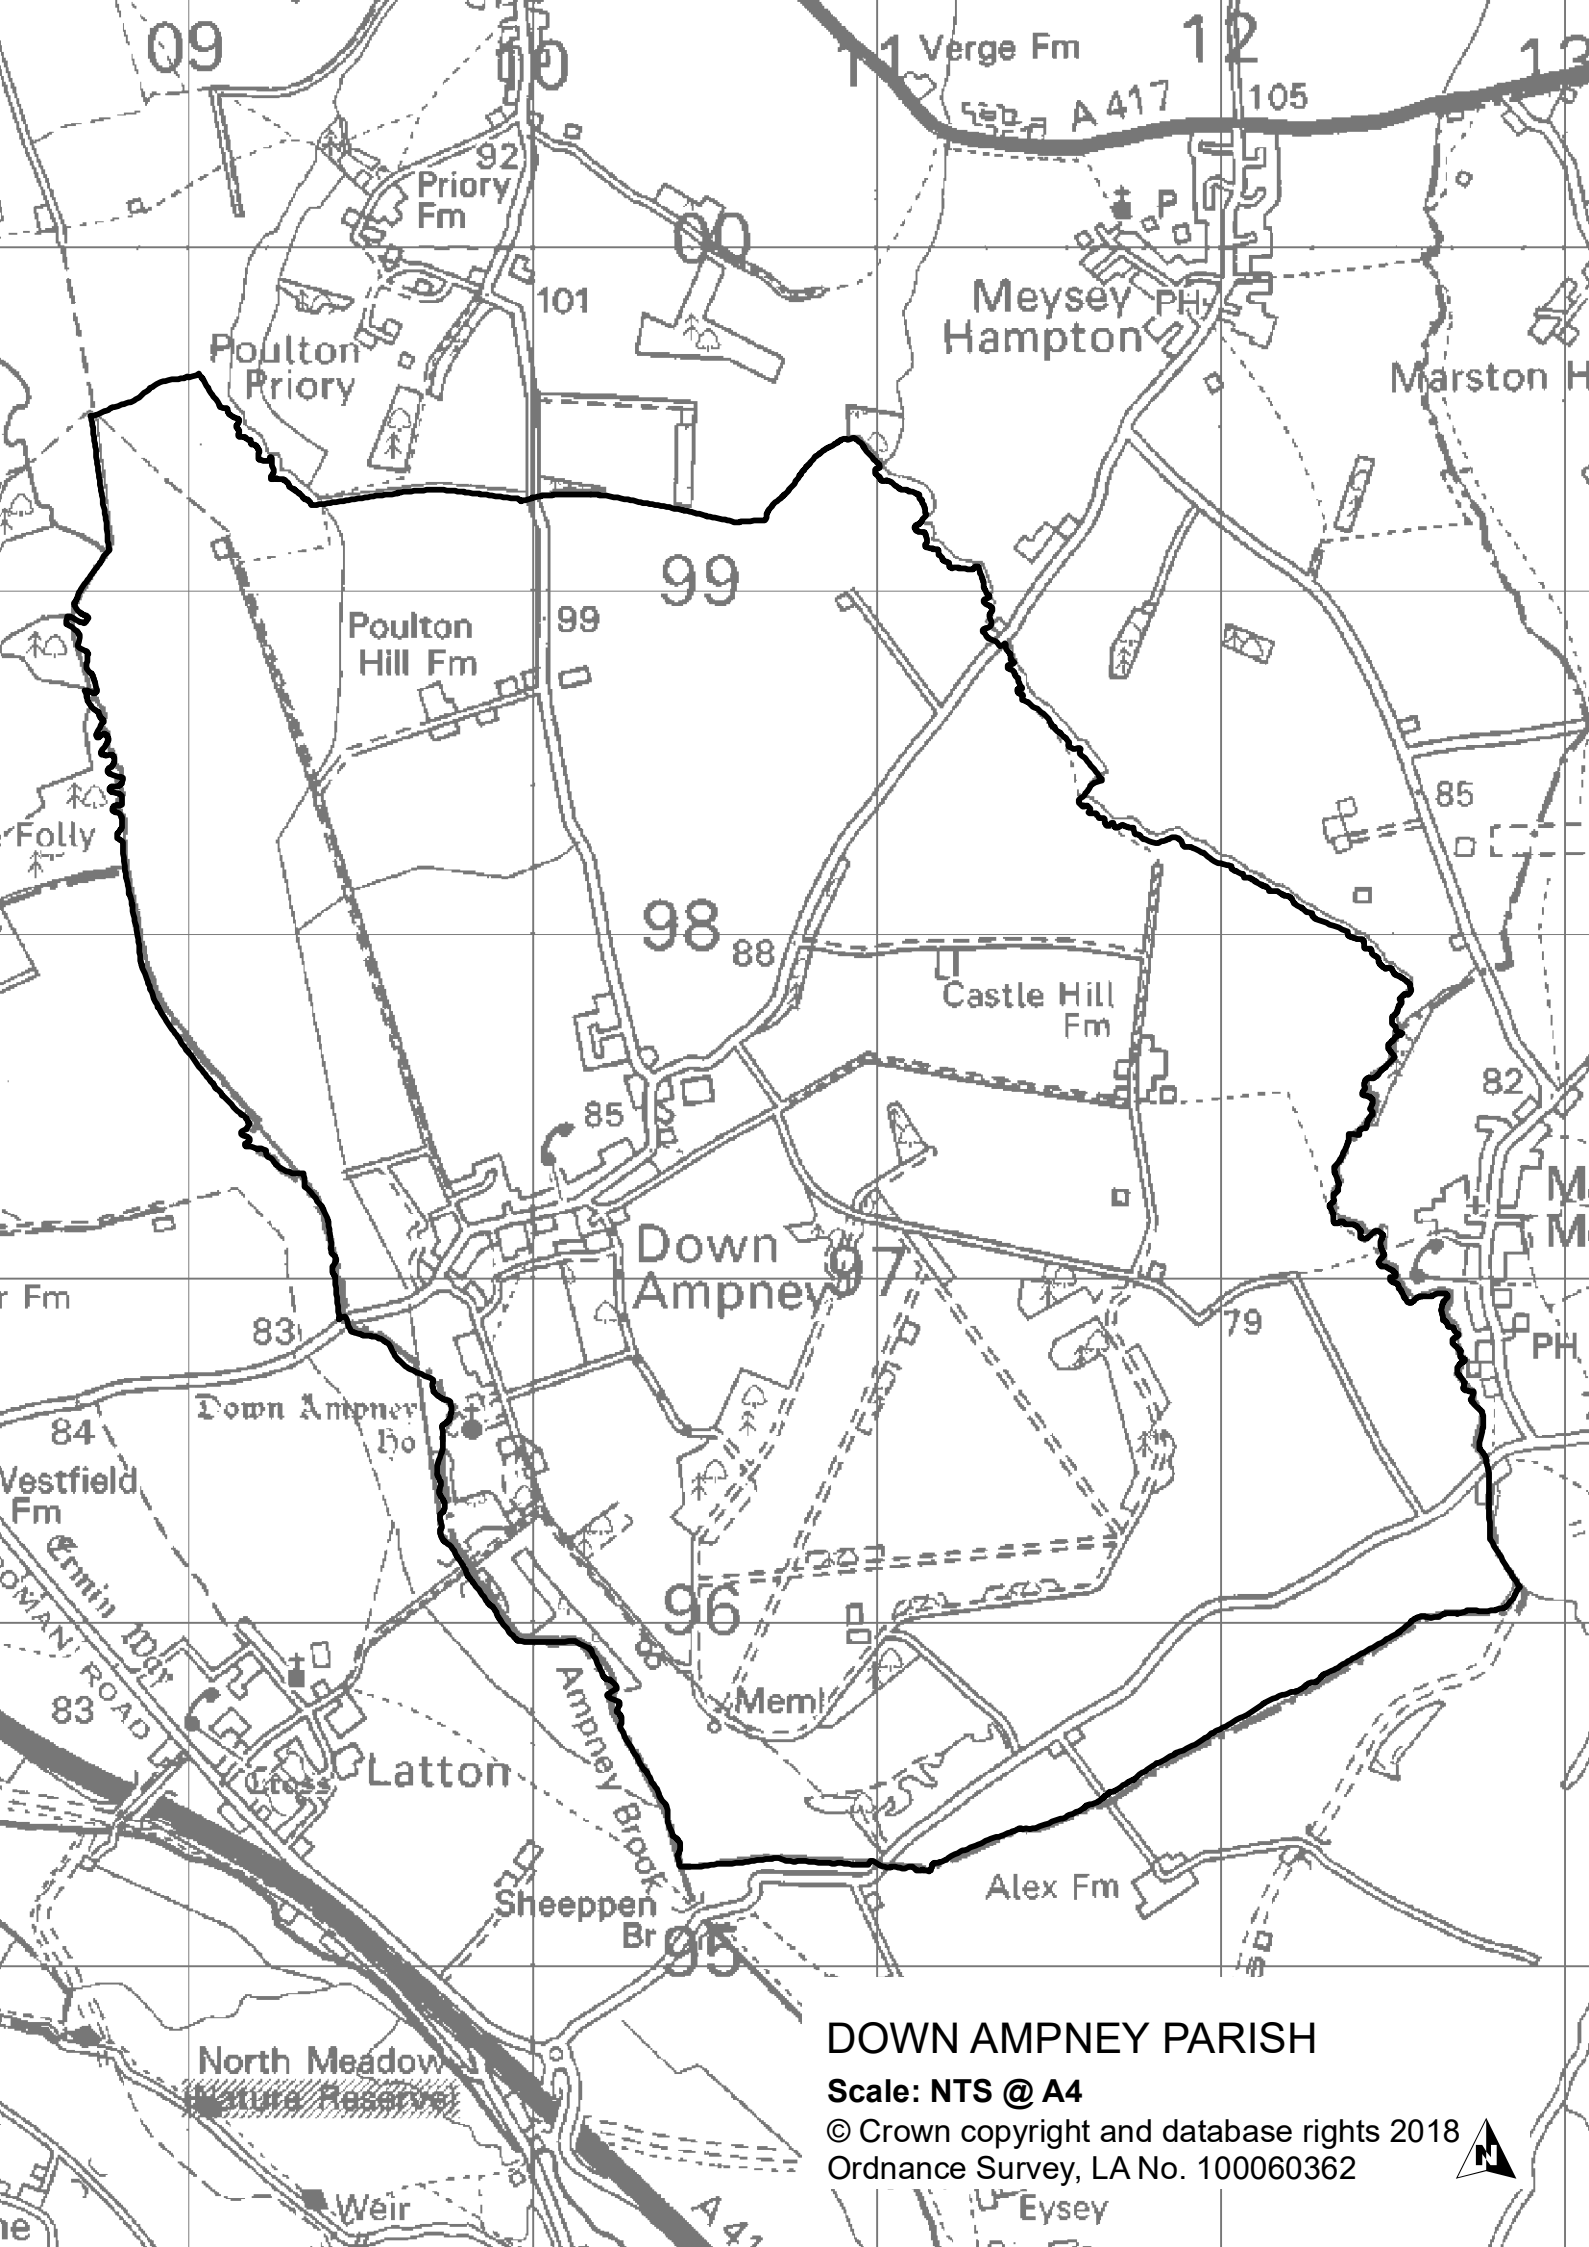 09
10
11
Verge Fm
12
13
A 417
105
92
Priory
Fm
00
P
101
Meysey
Hampton
PH
Poulton
Priory
Marston H
99
Poulton
Hill Fm
99
85
Folly
98
88
Castle Hill
Fm
82
85
Down
Ampney
97
r Fm
83
79
PH
Down Ampney
Ho
84
Westfield
Fm
Ermin Way
ROMAN ROAD
96
83
Meml
Ampney Brook
Latton
Cross
Alex Fm
Sheeppen
Br
95
DOWN AMPNEY PARISH
Scale: NTS @ A4
© Crown copyright and database rights 2018
Ordnance Survey, LA No. 100060362
N
North Meadow
Nature Reserve
Weir
Eysey
A 41